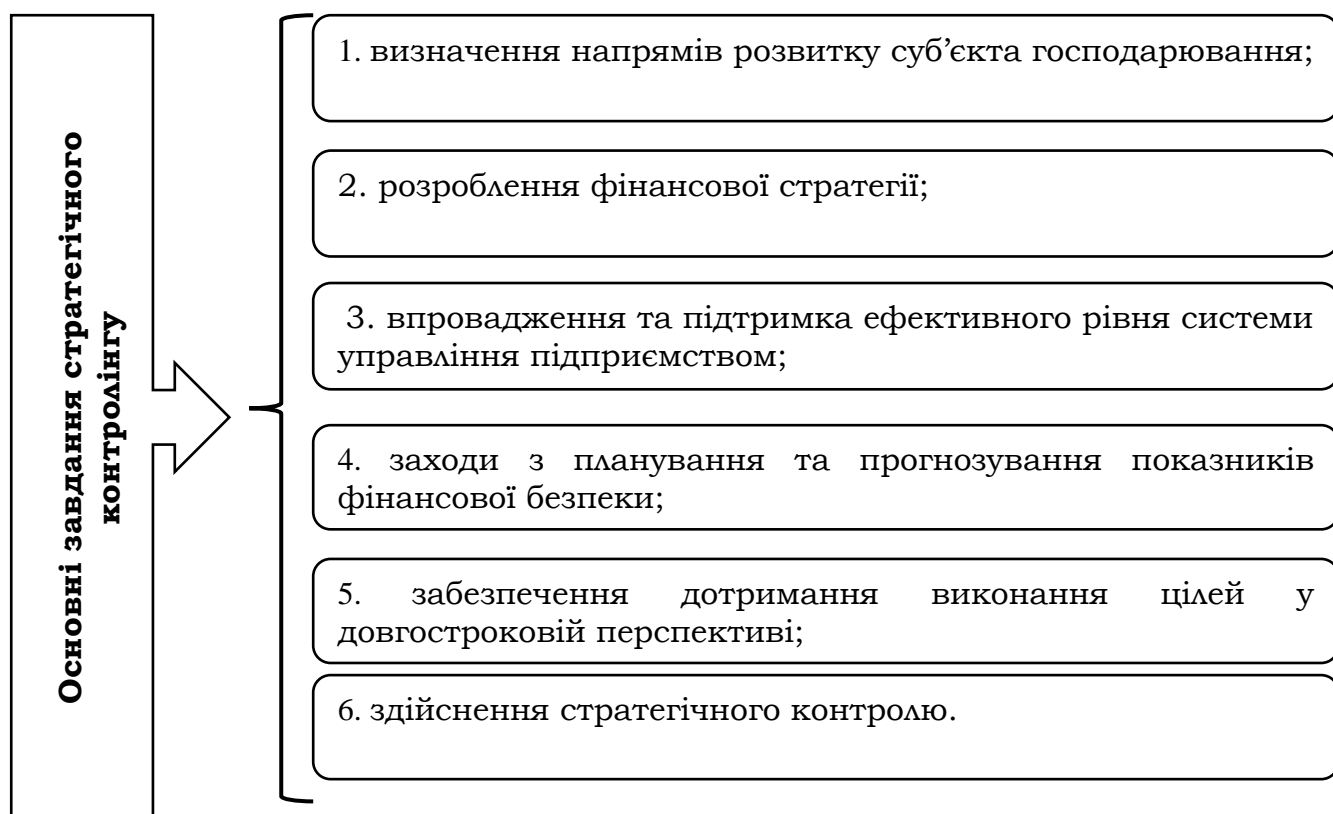 Основні завдання стратегічного
контролінгу
1. визначення напрямів розвитку суб’єкта господарювання;
2. розроблення фінансової стратегії;
3. впровадження та підтримка ефективного рівня системи
управління підприємством;
4. заходи з планування та прогнозування показників
фінансової безпеки;
5. забезпечення дотримання виконання цілей у
довгостроковій перспективі;
6. здійснення стратегічного контролю.